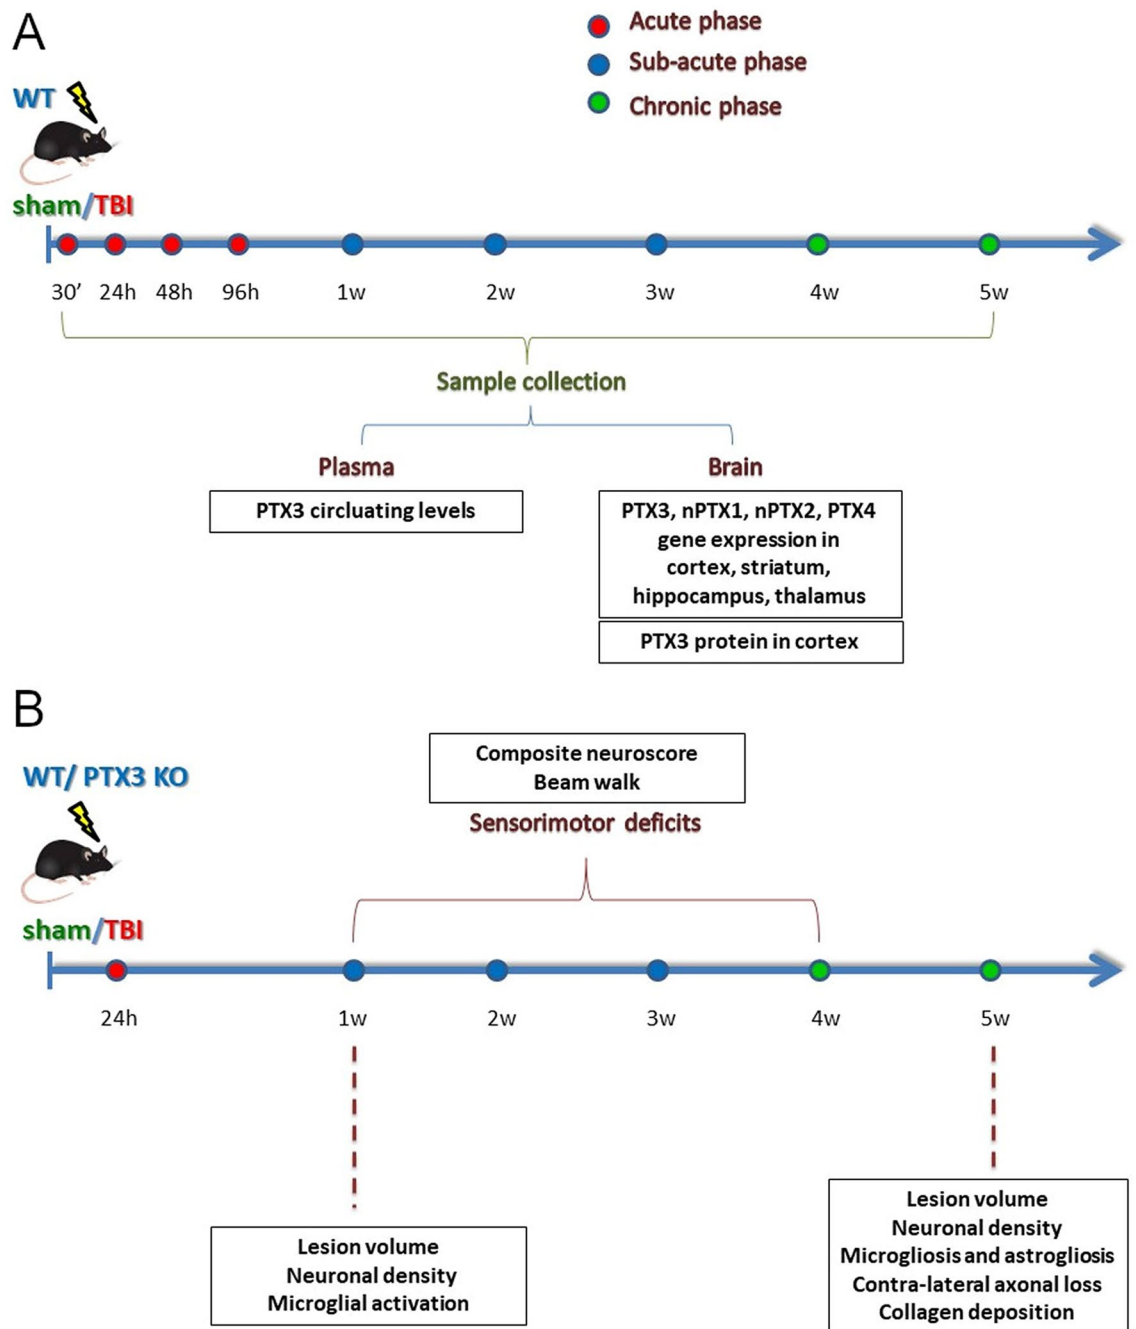 A
Acute phase
Sub-acute phase
Chronic phase
WT
sham/TBI
30’ 24h 48h 96h 1w 2w 3w 4w 5w
Sample collection
Plasma Brain
PTX3 circluating levels
PTX3, nPTX1, nPTX2, PTX4
gene expression in
cortex, striatum,
hippocampus, thalamus
PTX3 protein in cortex
B
WT/ PTX3 KO
Composite neuroscore
Beam walk
Sensorimotor deficits
sham/TBI
24h 1w 2w 3w 4w 5w
Lesion volume
Neuronal density
Microglial activation
Lesion volume
Neuronal density
Microgliosis and astrogliosis
Contra-lateral axonal loss
Collagen deposition